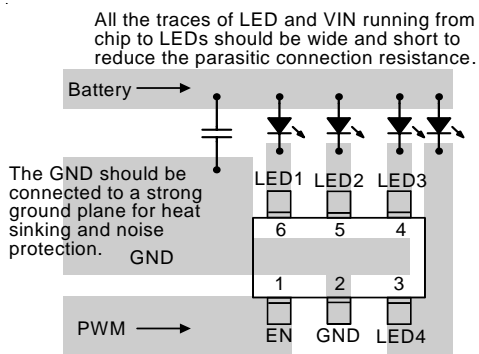 All the traces of LED and VIN running from
chip to LEDs should be wide and short to
reduce the parasitic connection resistance.
Battery
The GND should be
connected to a strong
ground plane for heat
sinking and noise
protection.
GND
LED1 LED2 LED3
6 5 4
1 2 3
PWM
EN GND LED4